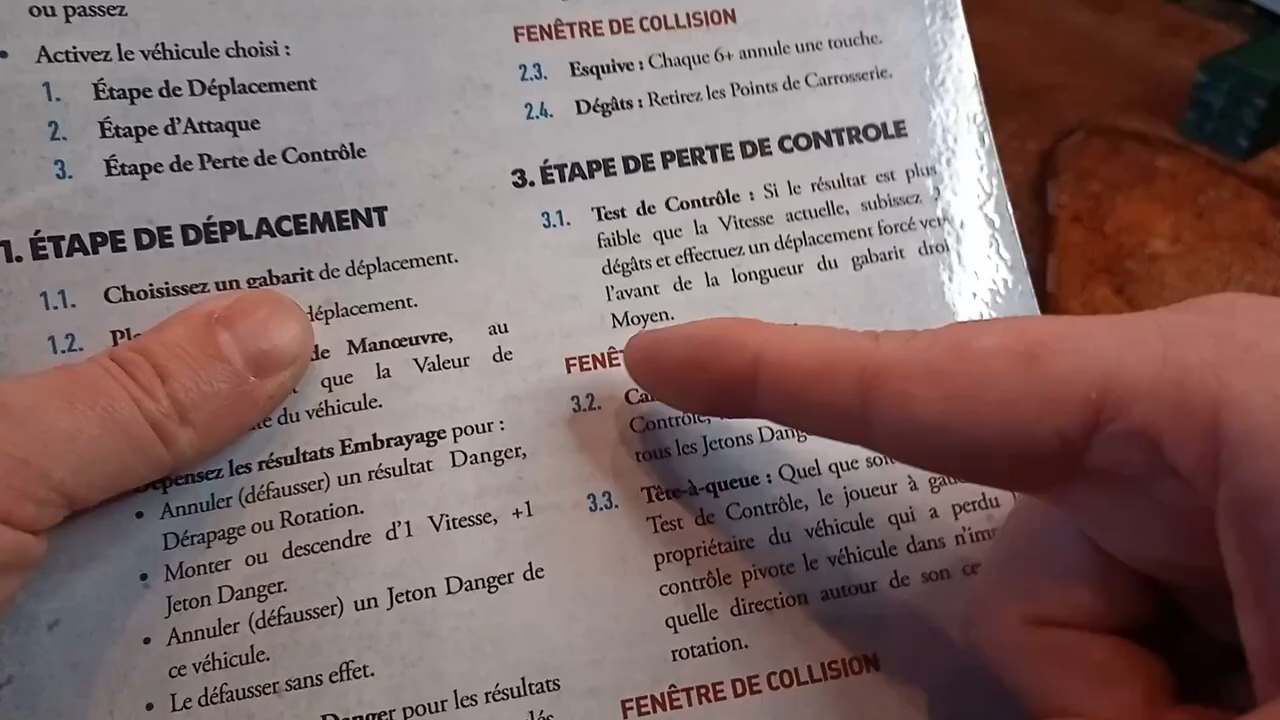 ou passez
• Activez le véhicule choisi :
1. Étape de Déplacement
2. Étape d'Attaque
3. Étape de Perte de Contrôle
1. ÉTAPE DE DÉPLACEMENT
1.1. Choisissez un gabarit de déplacement.
1.2. déplacement.
de Manœuvre, au
que la Valeur de
du véhicule.
les résultats Embrayage pour :
• Annuler (défausser) un résultat Danger,
Dérapage ou Rotation.
• Monter ou descendre d'1 Vitesse, +1
Jeton Danger.
• Annuler (défausser) un Jeton Danger de
ce véhicule.
• Le défausser sans effet.
Danger pour les résultats
FENÊTRE DE COLLISION
2.3. Esquive : Chaque 6+ annule une touche.
2.4. Dégâts : Retirez les Points de Carrosserie.
3. ÉTAPE DE PERTE DE CONTROLE
3.1. Test de Contrôle : Si le résultat est plus
faible que la Vitesse actuelle, subissez
dégâts et effectuez un déplacement forcé vers
l'avant de la longueur du gabarit droit
Moyen.
3.2.
Contrôle,
tous les Jetons
3.3. Tête-à-queue : Quel que
Test de Contrôle, le joueur à
propriétaire du véhicule qui a perdu
contrôle pivote le véhicule dans
quelle direction autour de son
rotation.
FENÊTRE DE COLLISION